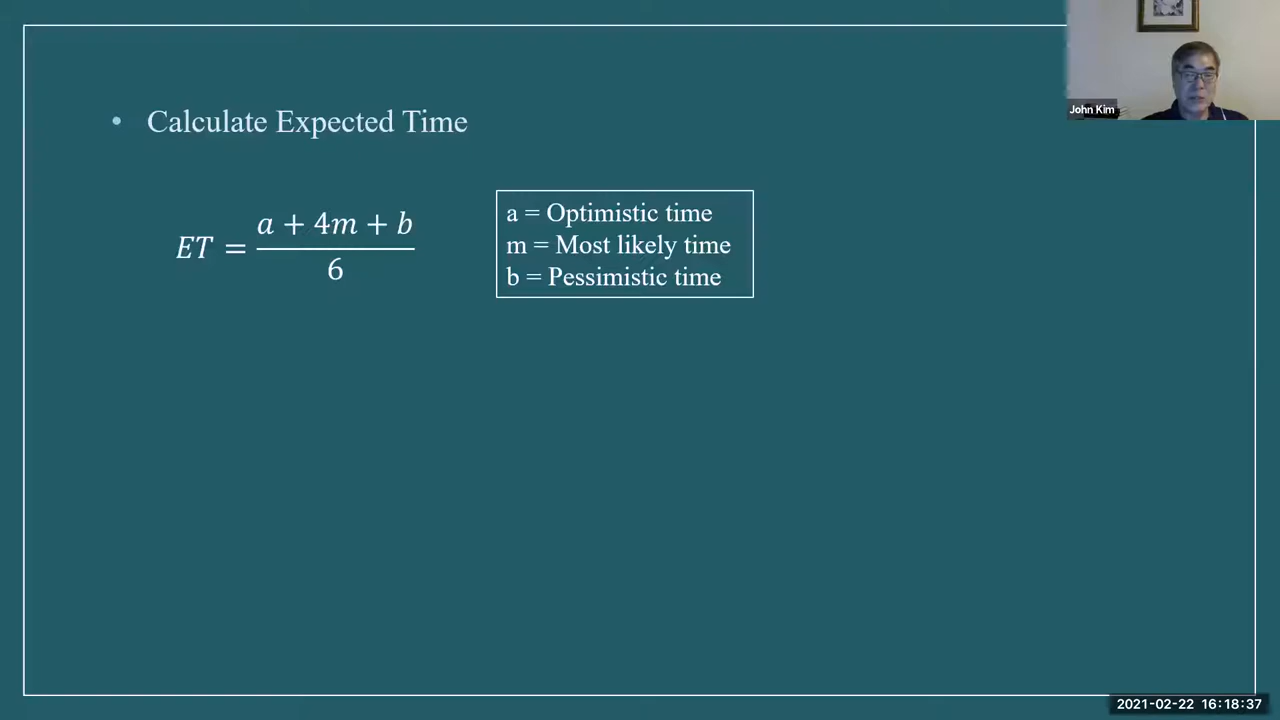 • Calculate Expected Time
ET = \frac{a + 4m + b}{6}
a = Optimistic time
m = Most likely time
b = Pessimistic time
John Kim
2021-02-22 16:18:37